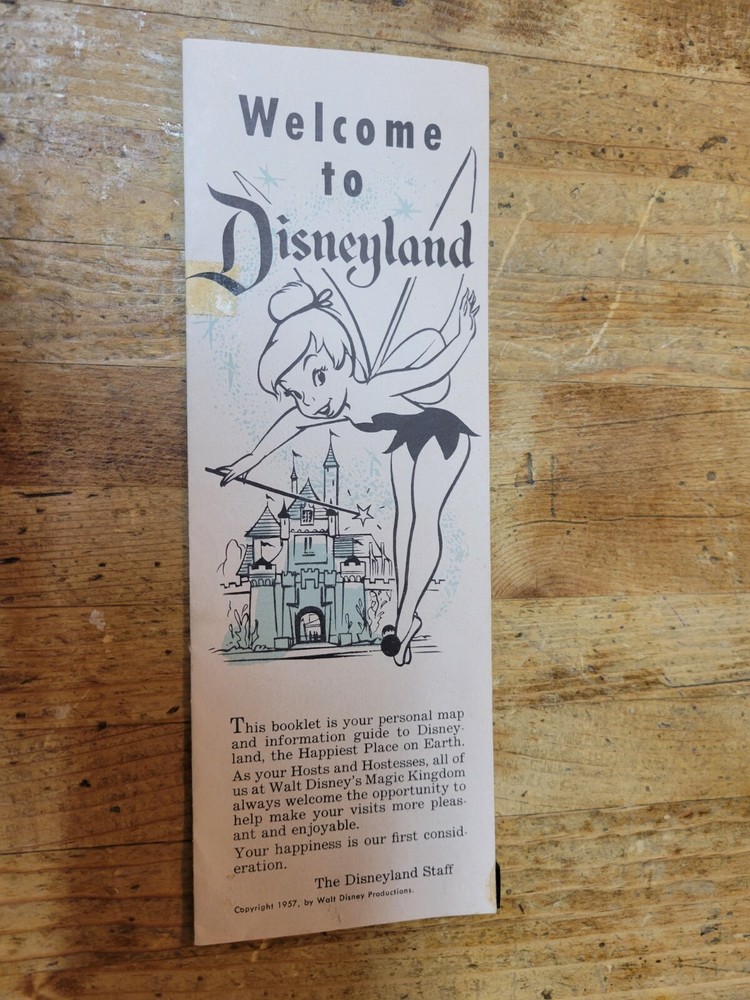 Welcome
to
Disneyland
This booklet is your personal map
and information guide to Disney-
land, the Happiest Place on Earth.
As your Hosts and Hostesses, all of
us at Walt Disney's Magic Kingdom
always welcome the opportunity to
help make your visits more pleas-
ant and enjoyable.
Your happiness is our first consid-
eration.
The Disneyland Staff
Copyright 1957, by Walt Disney Productions.